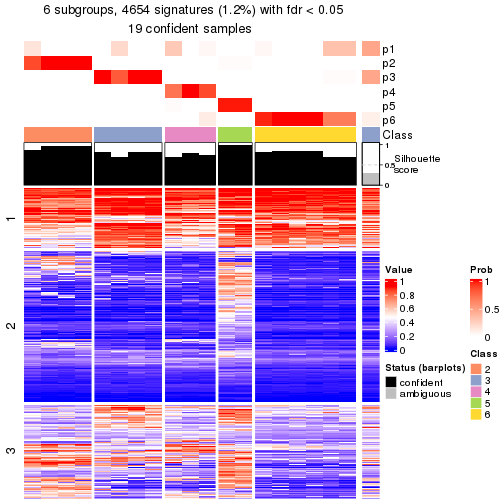 6 subgroups, 4654 signatures (1.2%) with fdr < 0.05
19 confident samples
p1
p2
p3
p4
p5
p6
Class
1
0.5
0
Silhouette
score
1
2
3
Value
1
0.8
0.6
0.4
0.2
0
Status (barplots)
confident
ambiguous
Prob
1
0.5
0
Class
2
3
4
5
6